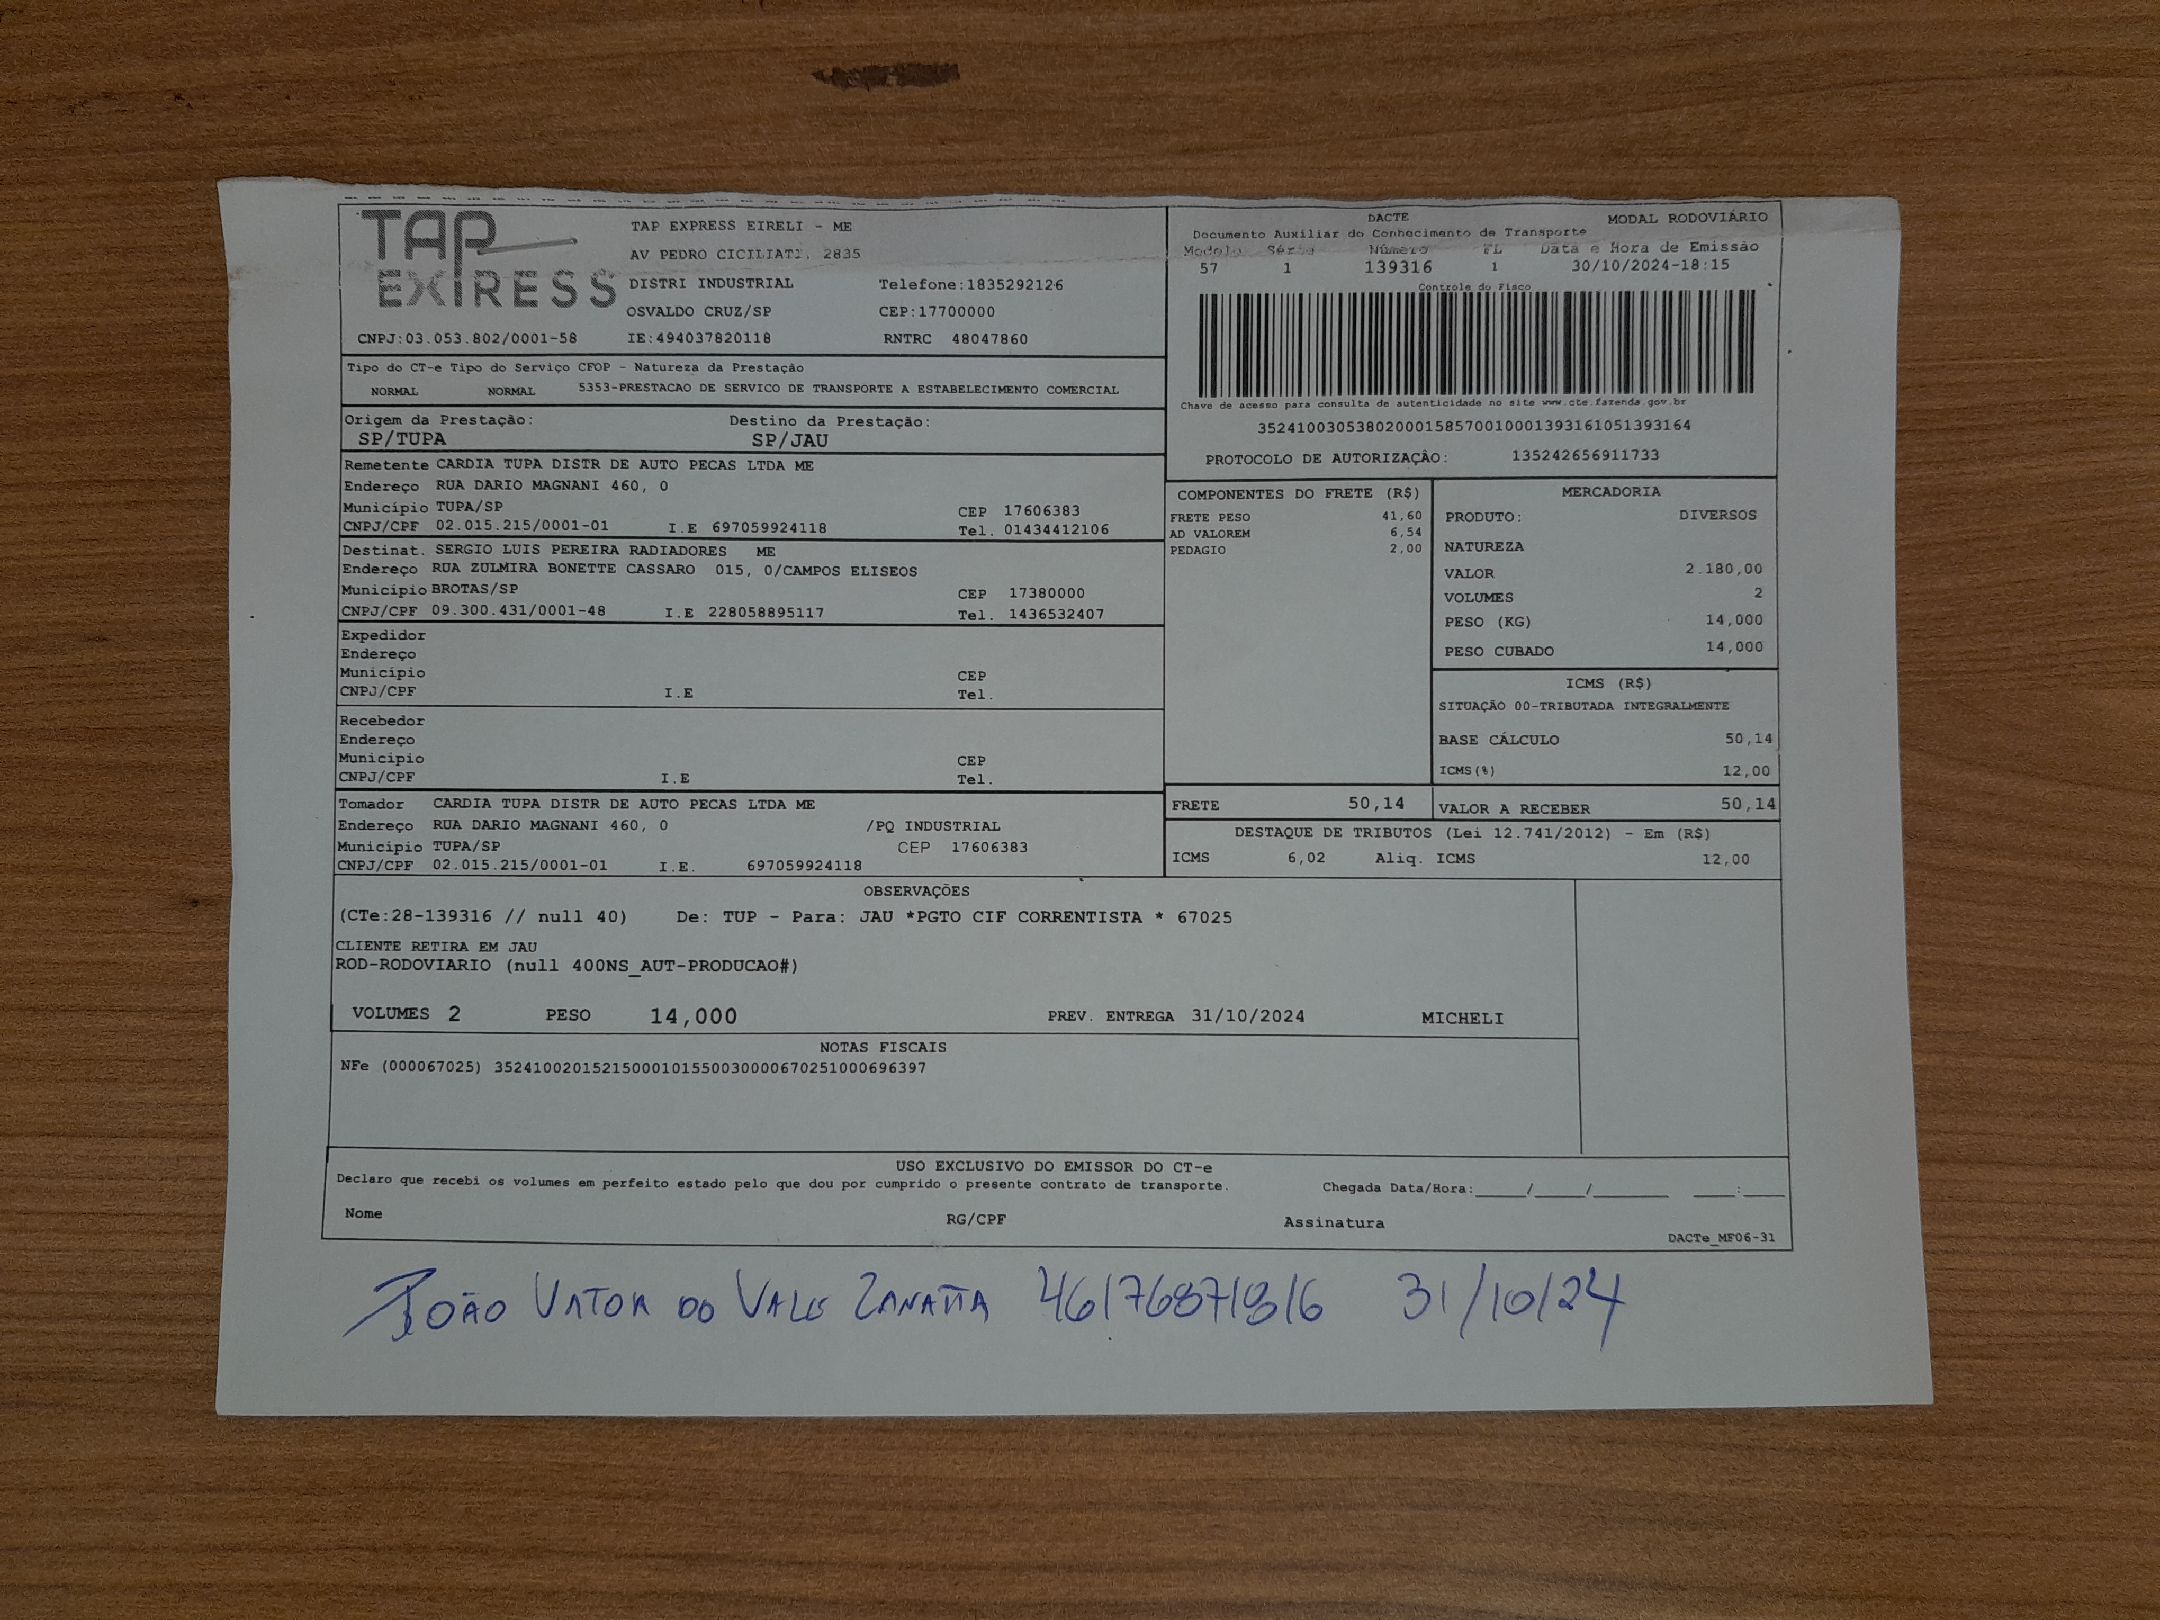 TAP
EXPRESS
TAP EXPRESS EIRELI - ME
AV PEDRO CICILIATI, 2835
DISTRI INDUSTRIAL Telefone:1835292126
OSVALDO CRUZ/SP CEP:17700000
CNPJ:03.053.802/0001-58 IE:494037820118 RNTRC 48047860
DACTE MODAL RODOVIÁRIO
Documento Auxiliar do Conhecimento de Transporte
Modelo Série Número FL Data e Hora de Emissão
57 1 139316 1 30/10/2024-18:15
Controle do Fisco
Chave de acesso para consulta de autenticidade no site www.cte.fazenda.gov.br
35241003053802000158570010001393161051393164
PROTOCOLO DE AUTORIZAÇÃO: 135242656911733
Tipo do CT-e Tipo do Serviço CFOP - Natureza da Prestação
NORMAL NORMAL 5353-PRESTACAO DE SERVICO DE TRANSPORTE A ESTABELECIMENTO COMERCIAL
Origem da Prestação: Destino da Prestação:
SP/TUPA SP/JAU
Remetente CARDIA TUPA DISTR DE AUTO PECAS LTDA ME
Endereço RUA DARIO MAGNANI 460, 0
Município TUPA/SP CEP 17606383
CNPJ/CPF 02.015.215/0001-01 I.E 697059924118 Tel. 01434412106
Destinat. SERGIO LUIS PEREIRA RADIADORES ME
Endereço RUA ZULMIRA BONETTE CASSARO 015, 0/CAMPOS ELISEOS
Município BROTAS/SP CEP 17380000
CNPJ/CPF 09.300.431/0001-48 I.E 228058895117 Tel. 1436532407
Expedidor
Endereço
Município CEP
CNPJ/CPF I.E Tel.
Recebedor
Endereço
Município CEP
CNPJ/CPF I.E Tel.
Tomador CARDIA TUPA DISTR DE AUTO PECAS LTDA ME
Endereço RUA DARIO MAGNANI 460, 0 /PQ INDUSTRIAL
Município TUPA/SP CEP 17606383
CNPJ/CPF 02.015.215/0001-01 I.E. 697059924118
COMPONENTES DO FRETE (R$)
FRETE PESO 41,60
AD VALOREM 6,54
PEDAGIO 2,00
MERCADORIA
PRODUTO: DIVERSOS
NATUREZA
VALOR 2.180,00
VOLUMES 2
PESO (KG) 14,000
PESO CUBADO 14,000
ICMS (R$)
SITUAÇÃO 00-TRIBUTADA INTEGRALMENTE
BASE CÁLCULO 50,14
ICMS(%) 12,00
FRETE 50,14 VALOR A RECEBER 50,14
DESTAQUE DE TRIBUTOS (Lei 12.741/2012) - Em (R$)
ICMS 6,02 Aliq. ICMS 12,00
OBSERVAÇÕES
(CTe:28-139316 // null 40) De: TUP - Para: JAU *PGTO CIF CORRENTISTA * 67025
CLIENTE RETIRA EM JAU
ROD-RODOVIARIO (null 400NS_AUT-PRODUCAO#)
VOLUMES 2 PESO 14,000 PREV. ENTREGA 31/10/2024 MICHELI
NOTAS FISCAIS
NFe (000067025) 35241002015215000101550030000670251000696397
USO EXCLUSIVO DO EMISSOR DO CT-e
Declaro que recebi os volumes em perfeito estado pelo que dou por cumprido o presente contrato de transporte. Chegada Data/Hora:_____/_____/_______ ____:____
Nome RG/CPF Assinatura
DACTe_MF06-31
JOÃO DO VALE 31/10/24